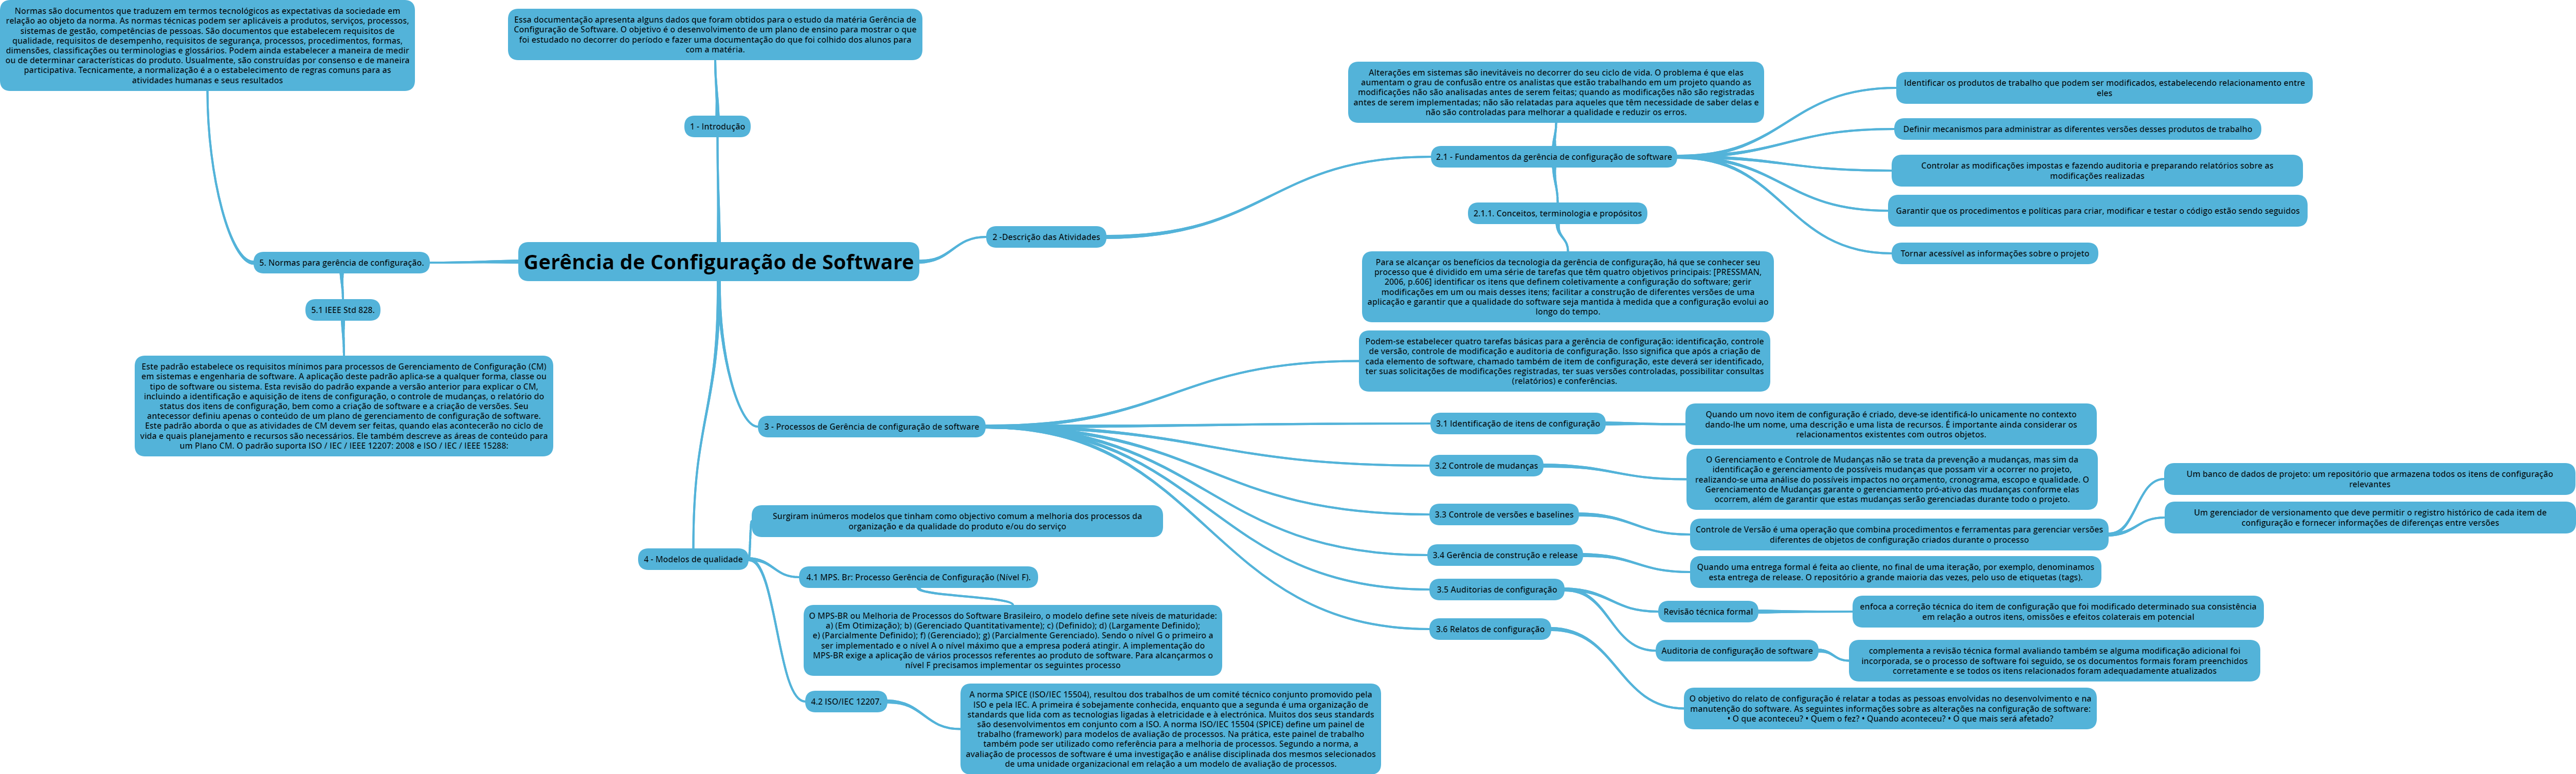 Normas são documentos que traduzem em termos tecnológicos as expectativas da sociedade em
relação ao objeto da norma. As normas técnicas podem ser aplicáveis a produtos, serviços, processos,
sistemas de gestão, competências de pessoas. São documentos que estabelecem requisitos de
qualidade, requisitos de desempenho, requisitos de segurança, processos, procedimentos, formas,
dimensões, classificações ou terminologias e glossários. Podem ainda estabelecer a maneira de medir
ou de determinar características do produto. Usualmente, são construídas por consenso e de maneira
participativa. Tecnicamente, a normalização é a o estabelecimento de regras comuns para as
atividades humanas e seus resultados
Essa documentação apresenta alguns dados que foram obtidos para o estudo da matéria Gerência de
Configuração de Software. O objetivo é o desenvolvimento de um plano de ensino para mostrar o que
foi estudado no decorrer do período e fazer uma documentação do que foi colhido dos alunos para
com a matéria.
1 - Introdução
Gerência de Configuração de Software
5. Normas para gerência de configuração.
5.1 IEEE Std 828.
Este padrão estabelece os requisitos mínimos para processos de Gerenciamento de Configuração (CM)
em sistemas e engenharia de software. A aplicação deste padrão aplica-se a qualquer forma, classe ou
tipo de software ou sistema. Esta revisão do padrão expande a versão anterior para explicar o CM,
incluindo a identificação e aquisição de itens de configuração, o controle de mudanças, o relatório do
status dos itens de configuração, bem como a criação de software e a criação de versões. Seu
antecessor definiu apenas o conteúdo de um plano de gerenciamento de configuração de software.
Este padrão aborda o que as atividades de CM devem ser feitas, quando elas acontecerão no ciclo de
vida e quais planejamento e recursos são necessários. Ele também descreve as áreas de conteúdo para
um Plano CM. O padrão suporta ISO / IEC / IEEE 12207: 2008 e ISO / IEC / IEEE 15288:
2 -Descrição das Atividades
Alterações em sistemas são inevitáveis no decorrer do seu ciclo de vida. O problema é que elas
aumentam o grau de confusão entre os analistas que estão trabalhando em um projeto quando as
modificações não são analisadas antes de serem feitas; quando as modificações não são registradas
antes de serem implementadas; não são relatadas para aqueles que têm necessidade de saber delas e
não são controladas para melhorar a qualidade e reduzir os erros.
2.1 - Fundamentos da gerência de configuração de software
Identificar os produtos de trabalho que podem ser modificados, estabelecendo relacionamento entre
eles
Definir mecanismos para administrar as diferentes versões desses produtos de trabalho
Controlar as modificações impostas e fazendo auditoria e preparando relatórios sobre as
modificações realizadas
Garantir que os procedimentos e políticas para criar, modificar e testar o código estão sendo seguidos
Tornar acessível as informações sobre o projeto
2.1.1. Conceitos, terminologia e propósitos
Para se alcançar os benefícios da tecnologia da gerência de configuração, há que se conhecer seu
processo que é dividido em uma série de tarefas que têm quatro objetivos principais: [PRESSMAN,
2006, p.606] identificar os itens que definem coletivamente a configuração do software; gerir
modificações em um ou mais desses itens; facilitar a construção de diferentes versões de uma
aplicação e garantir que a qualidade do software seja mantida à medida que a configuração evolui ao
longo do tempo.
3 - Processos de Gerência de configuração de software
Podem-se estabelecer quatro tarefas básicas para a gerência de configuração: identificação, controle
de versão, controle de modificação e auditoria de configuração. Isso significa que após a criação de
cada elemento de software, chamado também de item de configuração, este deverá ser identificado,
ter suas solicitações de modificações registradas, ter suas versões controladas, possibilitar consultas
(relatórios) e conferências.
3.1 Identificação de itens de configuração
Quando um novo item de configuração é criado, deve-se identificá-lo unicamente no contexto
dando-lhe um nome, uma descrição e uma lista de recursos. É importante ainda considerar os
relacionamentos existentes com outros objetos.
3.2 Controle de mudanças
O Gerenciamento e Controle de Mudanças não se trata da prevenção a mudanças, mas sim da
identificação e gerenciamento de possíveis mudanças que possam vir a ocorrer no projeto,
realizando-se uma análise do possíveis impactos no orçamento, cronograma, escopo e qualidade. O
Gerenciamento de Mudanças garante o gerenciamento pró-ativo das mudanças conforme elas
ocorrem, além de garantir que estas mudanças serão gerenciadas durante todo o projeto.
3.3 Controle de versões e baselines
Controle de Versão é uma operação que combina procedimentos e ferramentas para gerenciar versões
diferentes de objetos de configuração criados durante o processo
Um banco de dados de projeto: um repositório que armazena todos os itens de configuração
relevantes
Um gerenciador de versionamento que deve permitir o registro histórico de cada item de
configuração e fornecer informações de diferenças entre versões
3.4 Gerência de construção e release
Quando uma entrega formal é feita ao cliente, no final de uma iteração, por exemplo, denominamos
esta entrega de release. O repositório a grande maioria das vezes, pelo uso de etiquetas (tags).
3.5 Auditorias de configuração
Revisão técnica formal
enfoca a correção técnica do item de configuração que foi modificado determinado sua consistência
em relação a outros itens, omissões e efeitos colaterais em potencial
Auditoria de configuração de software
complementa a revisão técnica formal avaliando também se alguma modificação adicional foi
incorporada, se o processo de software foi seguido, se os documentos formais foram preenchidos
corretamente e se todos os itens relacionados foram adequadamente atualizados
3.6 Relatos de configuração
O objetivo do relato de configuração é relatar a todas as pessoas envolvidas no desenvolvimento e na
manutenção do software. As seguintes informações sobre as alterações na configuração de software:
• O que aconteceu? • Quem o fez? • Quando aconteceu? • O que mais será afetado?
4 - Modelos de qualidade
Surgiram inúmeros modelos que tinham como objectivo comum a melhoria dos processos da
organização e da qualidade do produto e/ou do serviço
4.1 MPS. Br: Processo Gerência de Configuração (Nível F).
O MPS-BR ou Melhoria de Processos do Software Brasileiro, o modelo define sete níveis de maturidade:
a) (Em Otimização); b) (Gerenciado Quantitativamente); c) (Definido); d) (Largamente Definido);
e) (Parcialmente Definido); f) (Gerenciado); g) (Parcialmente Gerenciado). Sendo o nível G o primeiro a
ser implementado e o nível A o nível máximo que a empresa poderá atingir. A implementação do
MPS-BR exige a aplicação de vários processos referentes ao produto de software. Para alcançarmos o
nível F precisamos implementar os seguintes processo
4.2 ISO/IEC 12207.
A norma SPICE (ISO/IEC 15504), resultou dos trabalhos de um comité técnico conjunto promovido pela
ISO e pela IEC. A primeira é sobejamente conhecida, enquanto que a segunda é uma organização de
standards que lida com as tecnologias ligadas à eletricidade e à electrónica. Muitos dos seus standards
são desenvolvimentos em conjunto com a ISO. A norma ISO/IEC 15504 (SPICE) define um painel de
trabalho (framework) para modelos de avaliação de processos. Na prática, este painel de trabalho
também pode ser utilizado como referência para a melhoria de processos. Segundo a norma, a
avaliação de processos de software é uma investigação e análise disciplinada dos mesmos selecionados
de uma unidade organizacional em relação a um modelo de avaliação de processos.